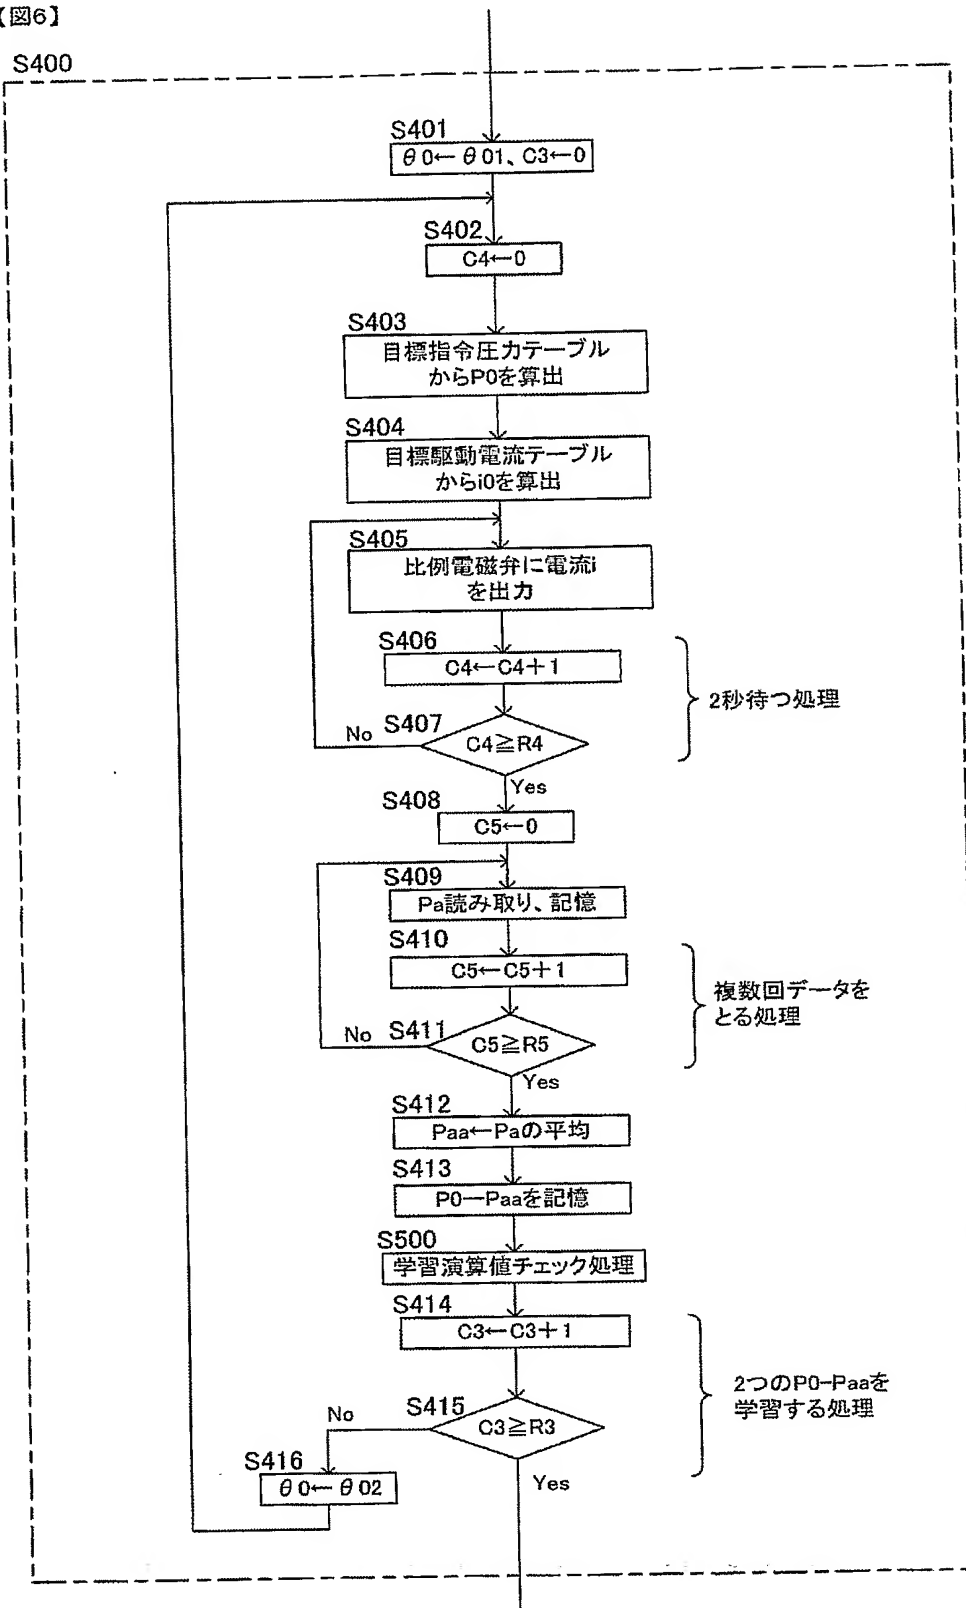 【図6】
S400
S401
θ0←θ01、C3←0
S402
C4←0
S403
目標指令圧力テーブル
からP0を算出
S404
目標駆動電流テーブル
からi0を算出
S405
比例電磁弁に電流i
を出力
S406
C4←C4+1
2秒待つ処理
S407
No
C4≧R4
Yes
S408
C5←0
S409
Pa読み取り、記憶
S410
C5←C5+1
複数回データを
とる処理
S411
No
C5≧R5
Yes
S412
Paa←Paの平均
S413
P0―Paaを記憶
S500
学習演算値チェック処理
S414
C3←C3+1
2つのP0-Paaを
学習する処理
S415
No
C3≧R3
Yes
S416
θ0←θ02